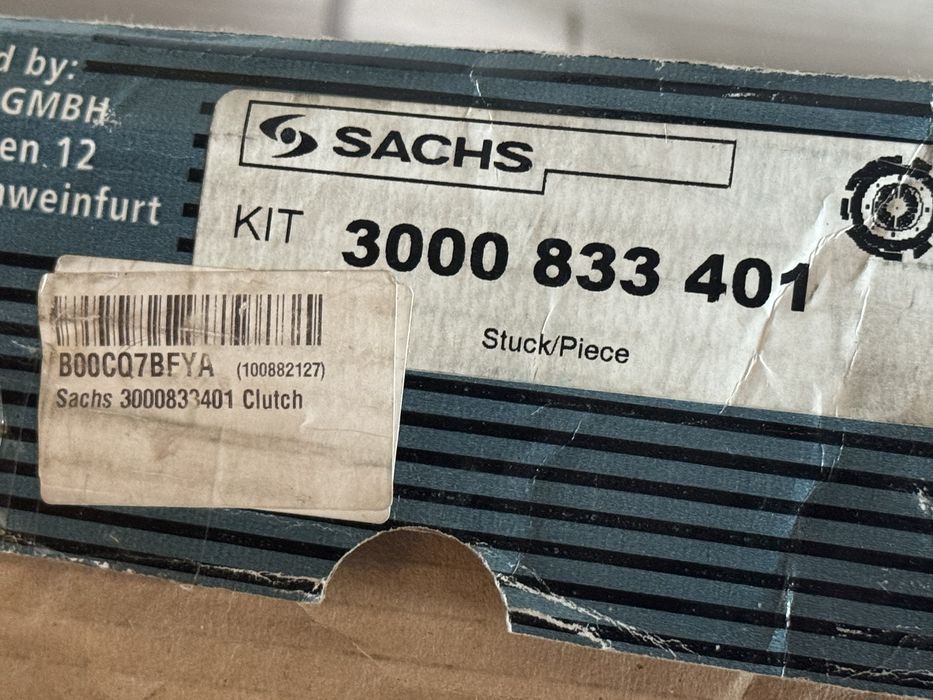 d by:
GMBH
en 12
weinfurt
SACHS
KIT 3000 833 401
Stuck/Piece
B00CQ7BFYA (100882127)
Sachs 3000833401 Clutch